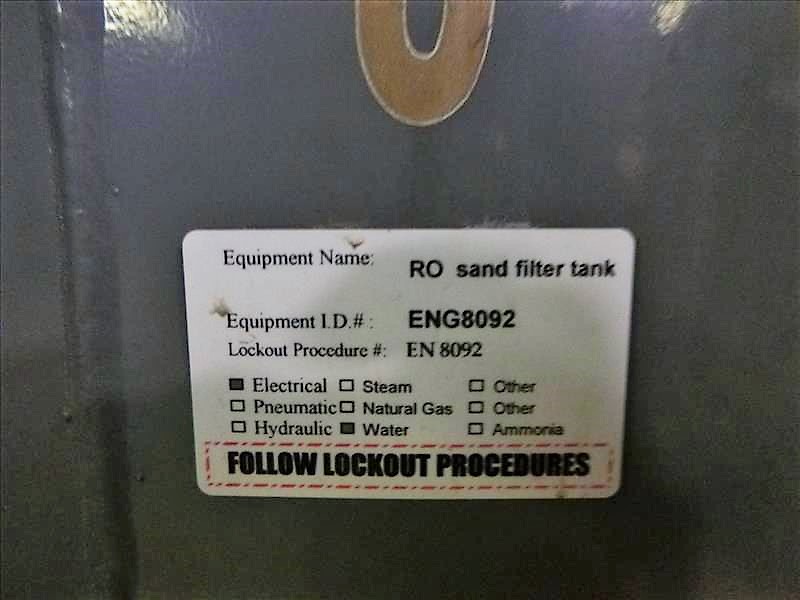 Equipment Name: RO sand filter tank
Equipment I.D.# : ENG8092
Lockout Procedure #: EN 8092
Electrical Steam Other
Pneumatic Natural Gas Other
Hydraulic Water Ammonia
FOLLOW LOCKOUT PROCEDURES